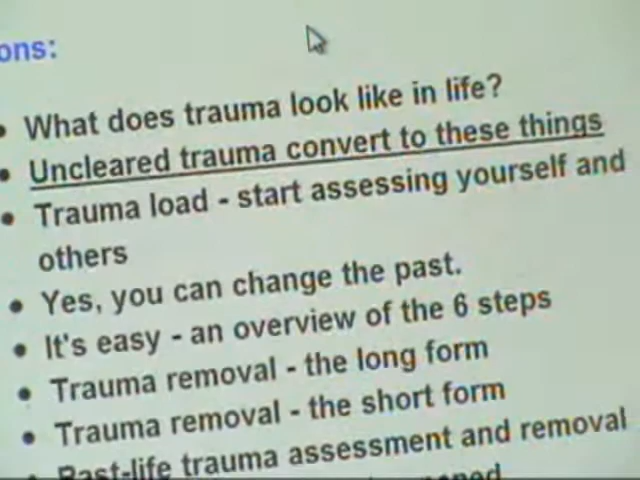 ons:
• What does trauma look like in life?
• Uncleared trauma convert to these things
• Trauma load - start assessing yourself and
others
• Yes, you can change the past.
• It's easy - an overview of the 6 steps
• Trauma removal - the long form
• Trauma removal - the short form
• Past-life trauma assessment and removal